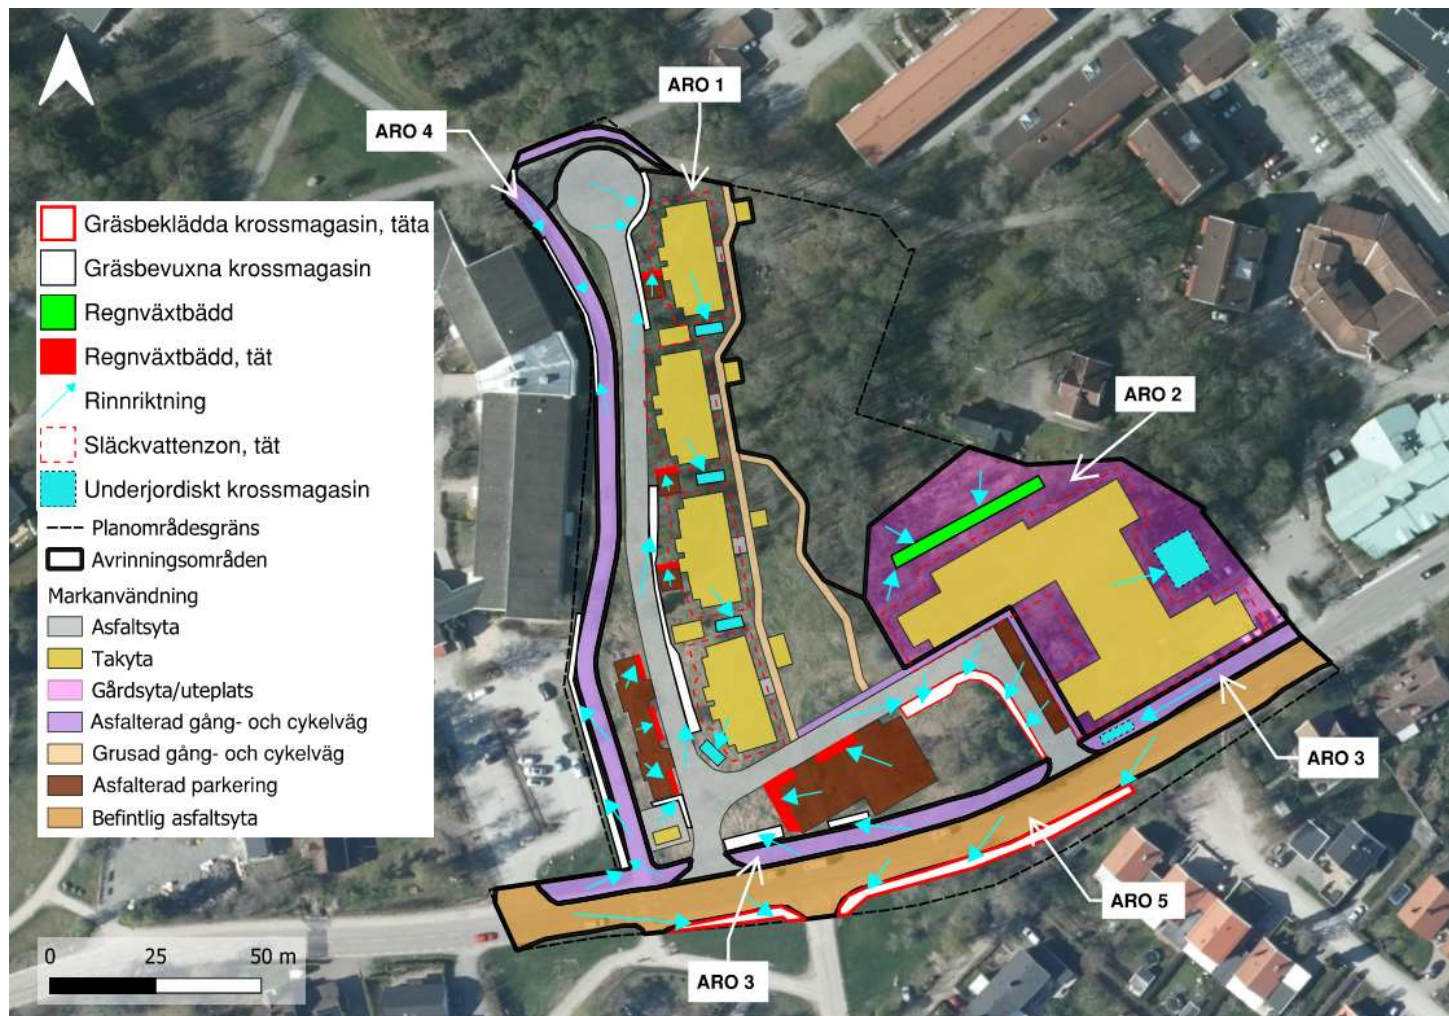 ARO 1
ARO 4
Gräsbeklädda krossmagasin, täta
Gräsbevuxna krossmagasin
Regnväxtbädd
Regnväxtbädd, tät
Rinnriktning
Släckvattenzon, tät
Underjordiskt krossmagasin
Planområdesgräns
Avrinningsområden
Markanvändning
Asfaltsyta
Takyta
Gårdsyta/uteplats
Asfalterad gång- och cykelväg
Grusad gång- och cykelväg
Asfalterad parkering
Befintlig asfaltsyta
ARO 2
ARO 3
ARO 5
ARO 3
0 25 50 m